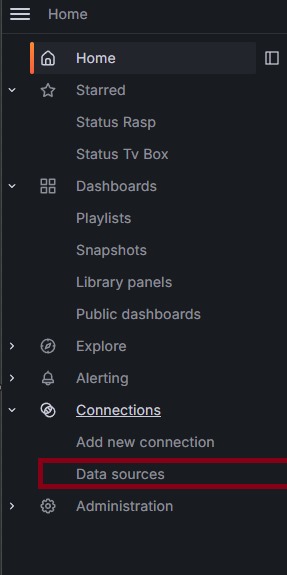 Home
Home
Starred
Status Rasp
Status Tv Box
Dashboards
Playlists
Snapshots
Library panels
Public dashboards
Explore
Alerting
Connections
Add new connection
Data sources
Administration